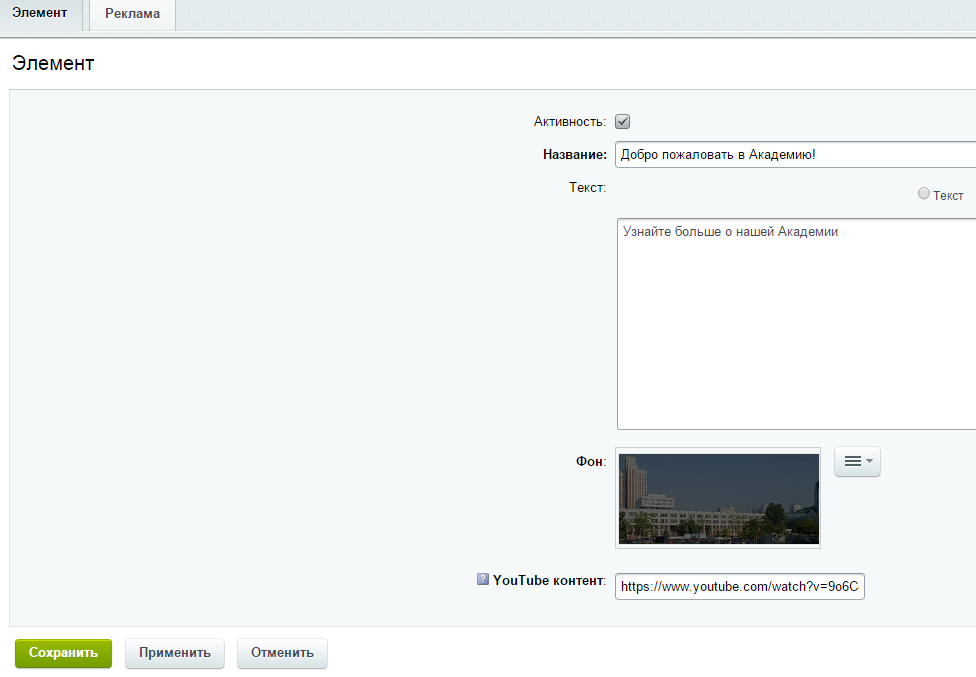 Элемент Реклама
Элемент
Активность:
Название: Добро пожаловать в Академию!
Текст: Текст
Узнайте больше о нашей Академии
Фон:
? YouTube контент: https://www.youtube.com/watch?v=9o6C
Сохранить Применить Отменить